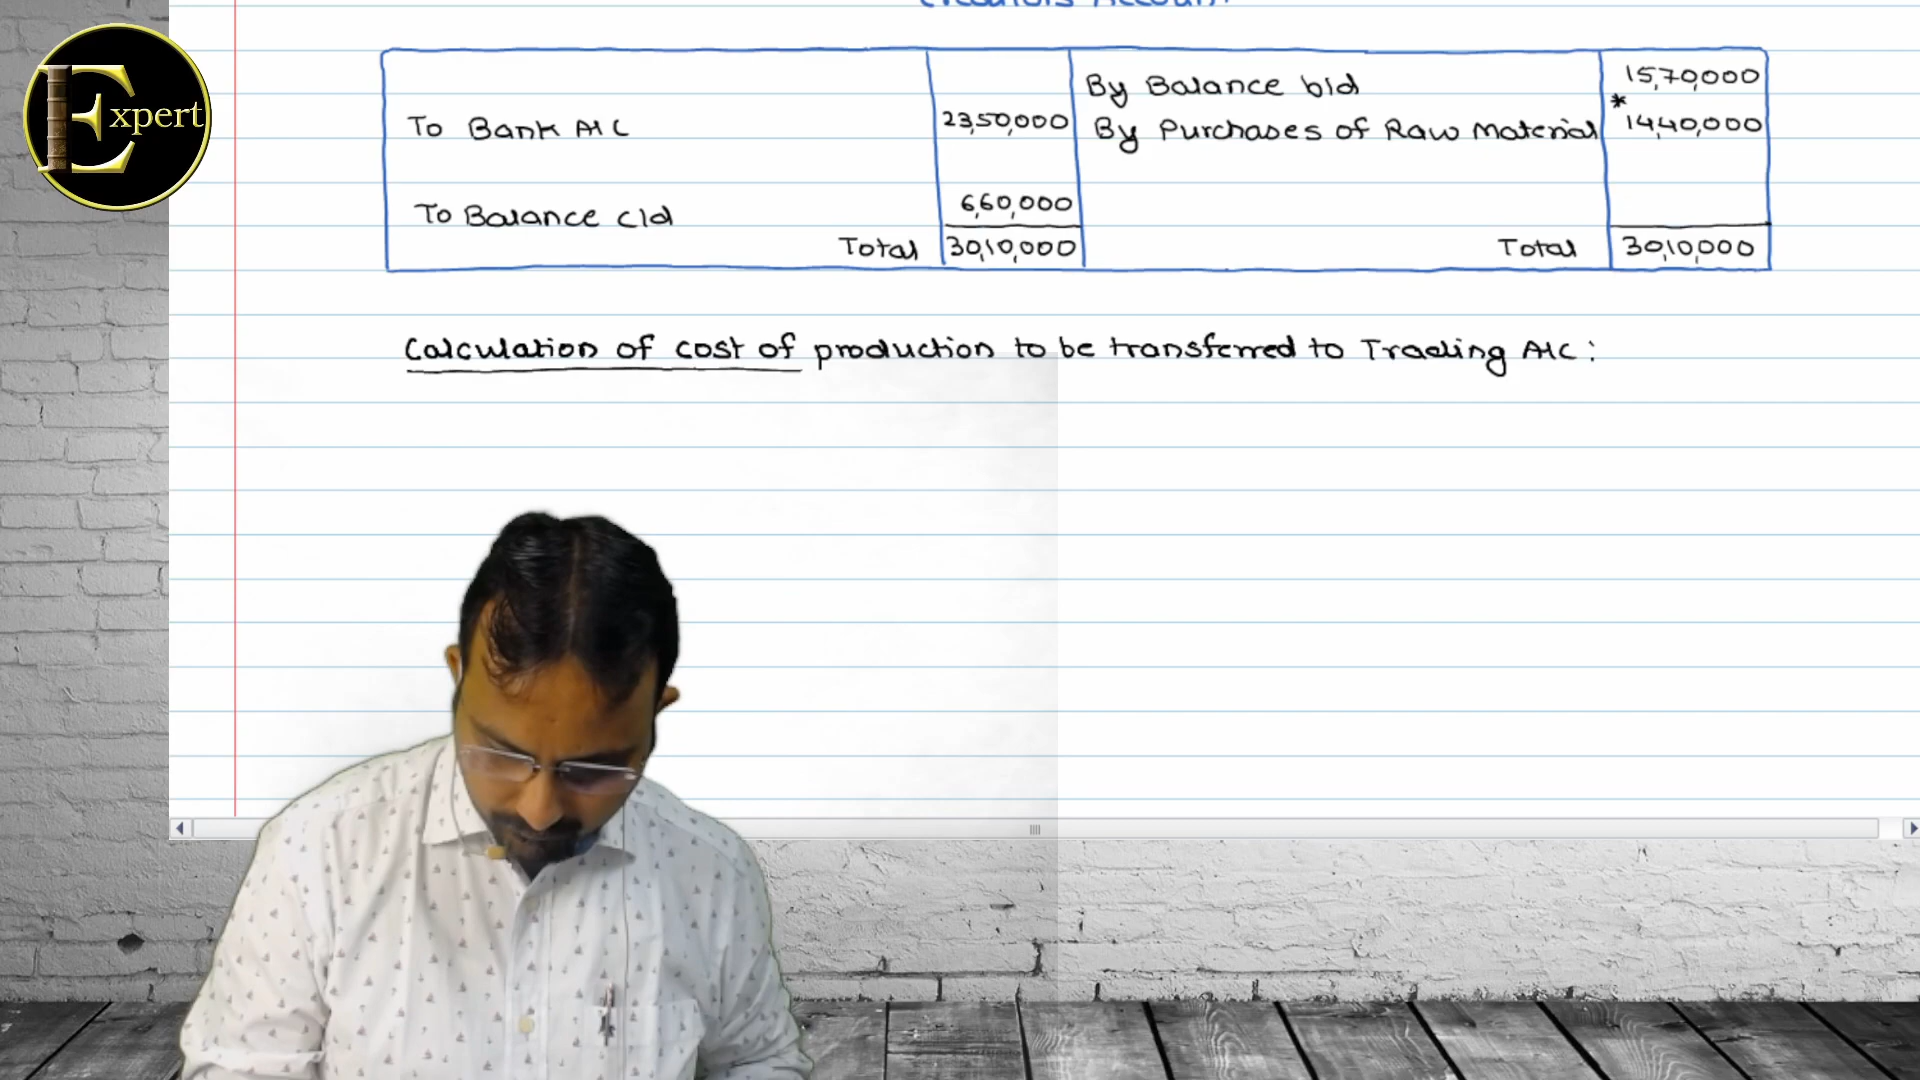 Expert
Creditors Account
By Balance b/d 15,70,000
To Bank A/C 23,50,000 By Purchases of Raw Material * 14,40,000
To Balance c/d 6,60,000
Total 30,10,000 Total 30,10,000
Calculation of cost of production to be transferred to Trading A/C :